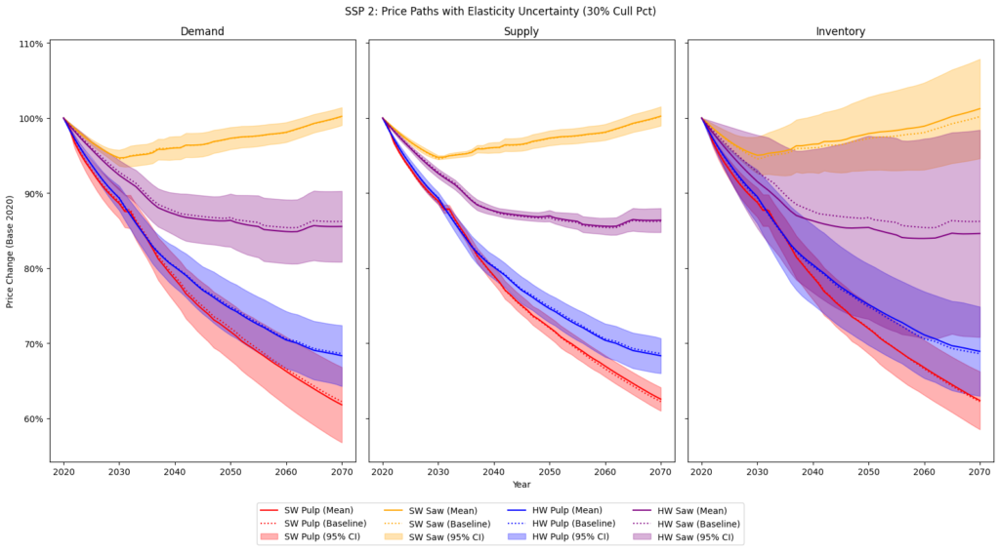 SSP 2: Price Paths with Elasticity Uncertainty (30% Cull Pct)
Demand
Supply
Inventory
Price Change (Base 2020)
110%
100%
90%
80%
70%
60%
2020 2030 2040 2050 2060 2070
2020 2030 2040 2050 2060 2070
2020 2030 2040 2050 2060 2070
Year
SW Pulp (Mean)
SW Pulp (Baseline)
SW Pulp (95% CI)
SW Saw (Mean)
SW Saw (Baseline)
SW Saw (95% CI)
HW Pulp (Mean)
HW Pulp (Baseline)
HW Pulp (95% CI)
HW Saw (Mean)
HW Saw (Baseline)
HW Saw (95% CI)